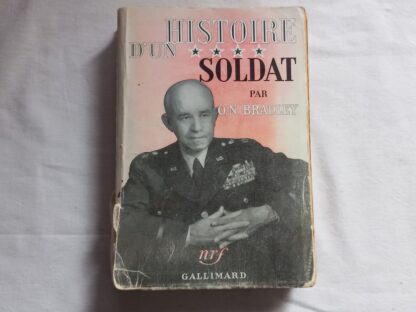 HISTOIRE
D'UN ★ ★ ★ ★
SOLDAT
PAR
O.N. BRADLEY
nrf
GALLIMARD